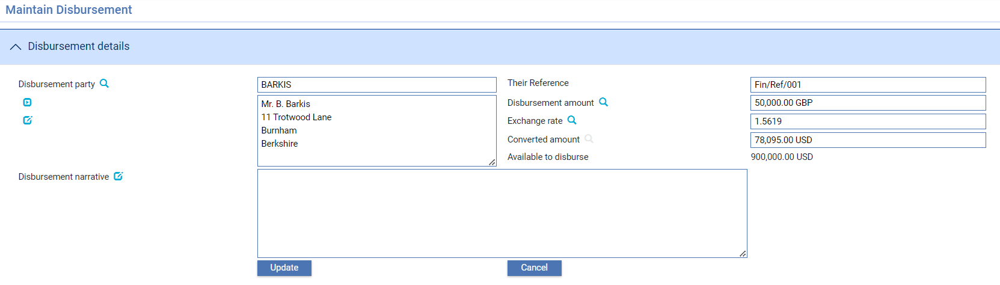 Maintain Disbursement
Disbursement details
Disbursement party
BARKIS
Mr. B. Barkis
11 Trotwood Lane
Burnham
Berkshire
Their Reference
Fin/Ref/001
Disbursement amount
50,000.00 GBP
Exchange rate
1.5619
Converted amount
78,095.00 USD
Available to disburse
900,000.00 USD
Disbursement narrative
Update
Cancel